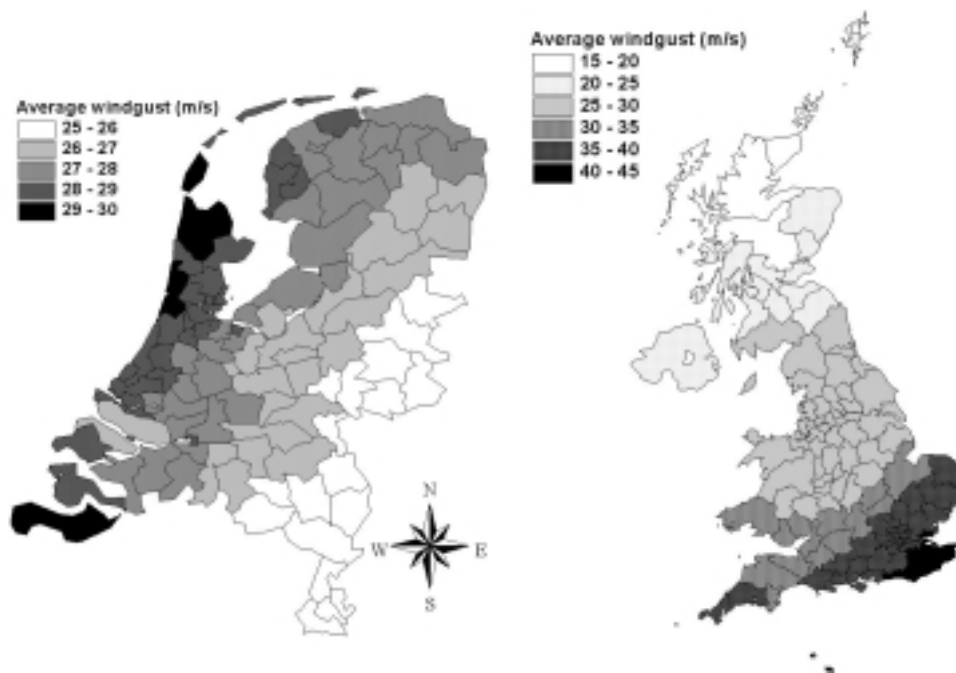 Average windgust (m/s)
25 - 26
26 - 27
27 - 28
28 - 29
29 - 30
Average windgust (m/s)
15 - 20
20 - 25
25 - 30
30 - 35
35 - 40
40 - 45
N
W E
S